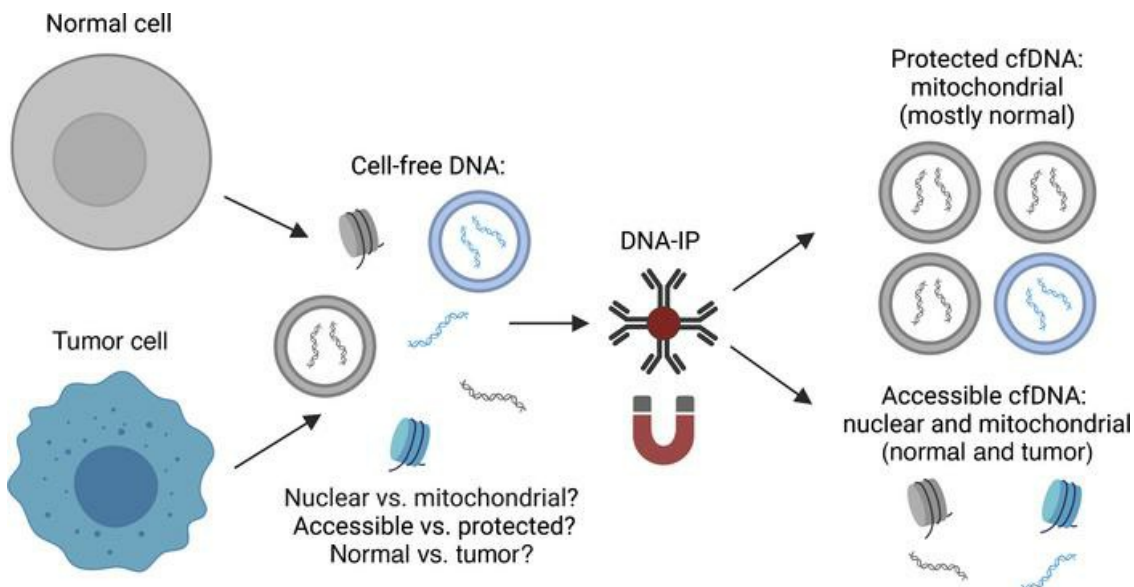 Normal cell
Tumor cell
Cell-free DNA:
Nuclear vs. mitochondrial?
Accessible vs. protected?
Normal vs. tumor?
DNA-IP
Protected cfDNA:
mitochondrial
(mostly normal)
Accessible cfDNA:
nuclear and mitochondrial
(normal and tumor)